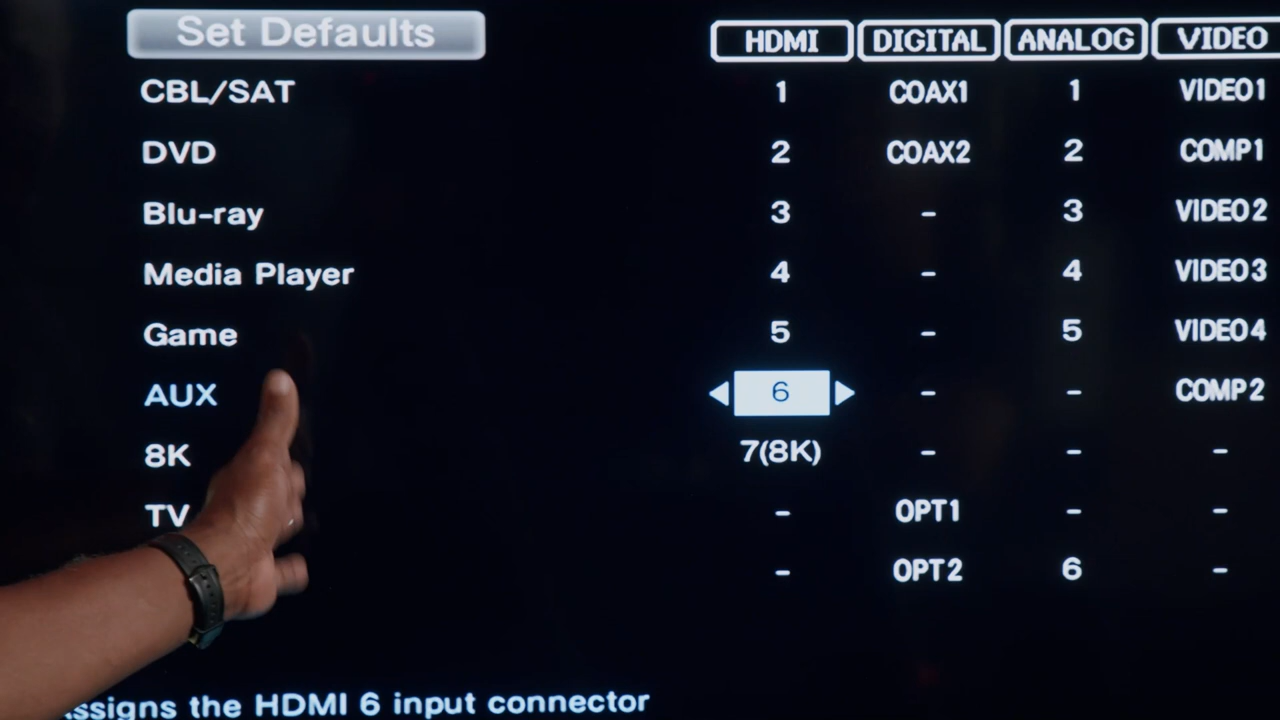 Set Defaults HDMI DIGITAL ANALOG VIDEO
CBL/SAT 1 COAX1 1 VIDEO1
DVD 2 COAX2 2 COMP1
Blu-ray 3 - 3 VIDEO2
Media Player 4 - 4 VIDEO3
Game 5 - 5 VIDEO4
AUX 6 - - COMP2
8K 7(8K) - - -
TV - OPT1 - -
- OPT2 6 -
the HDMI 6 input connector